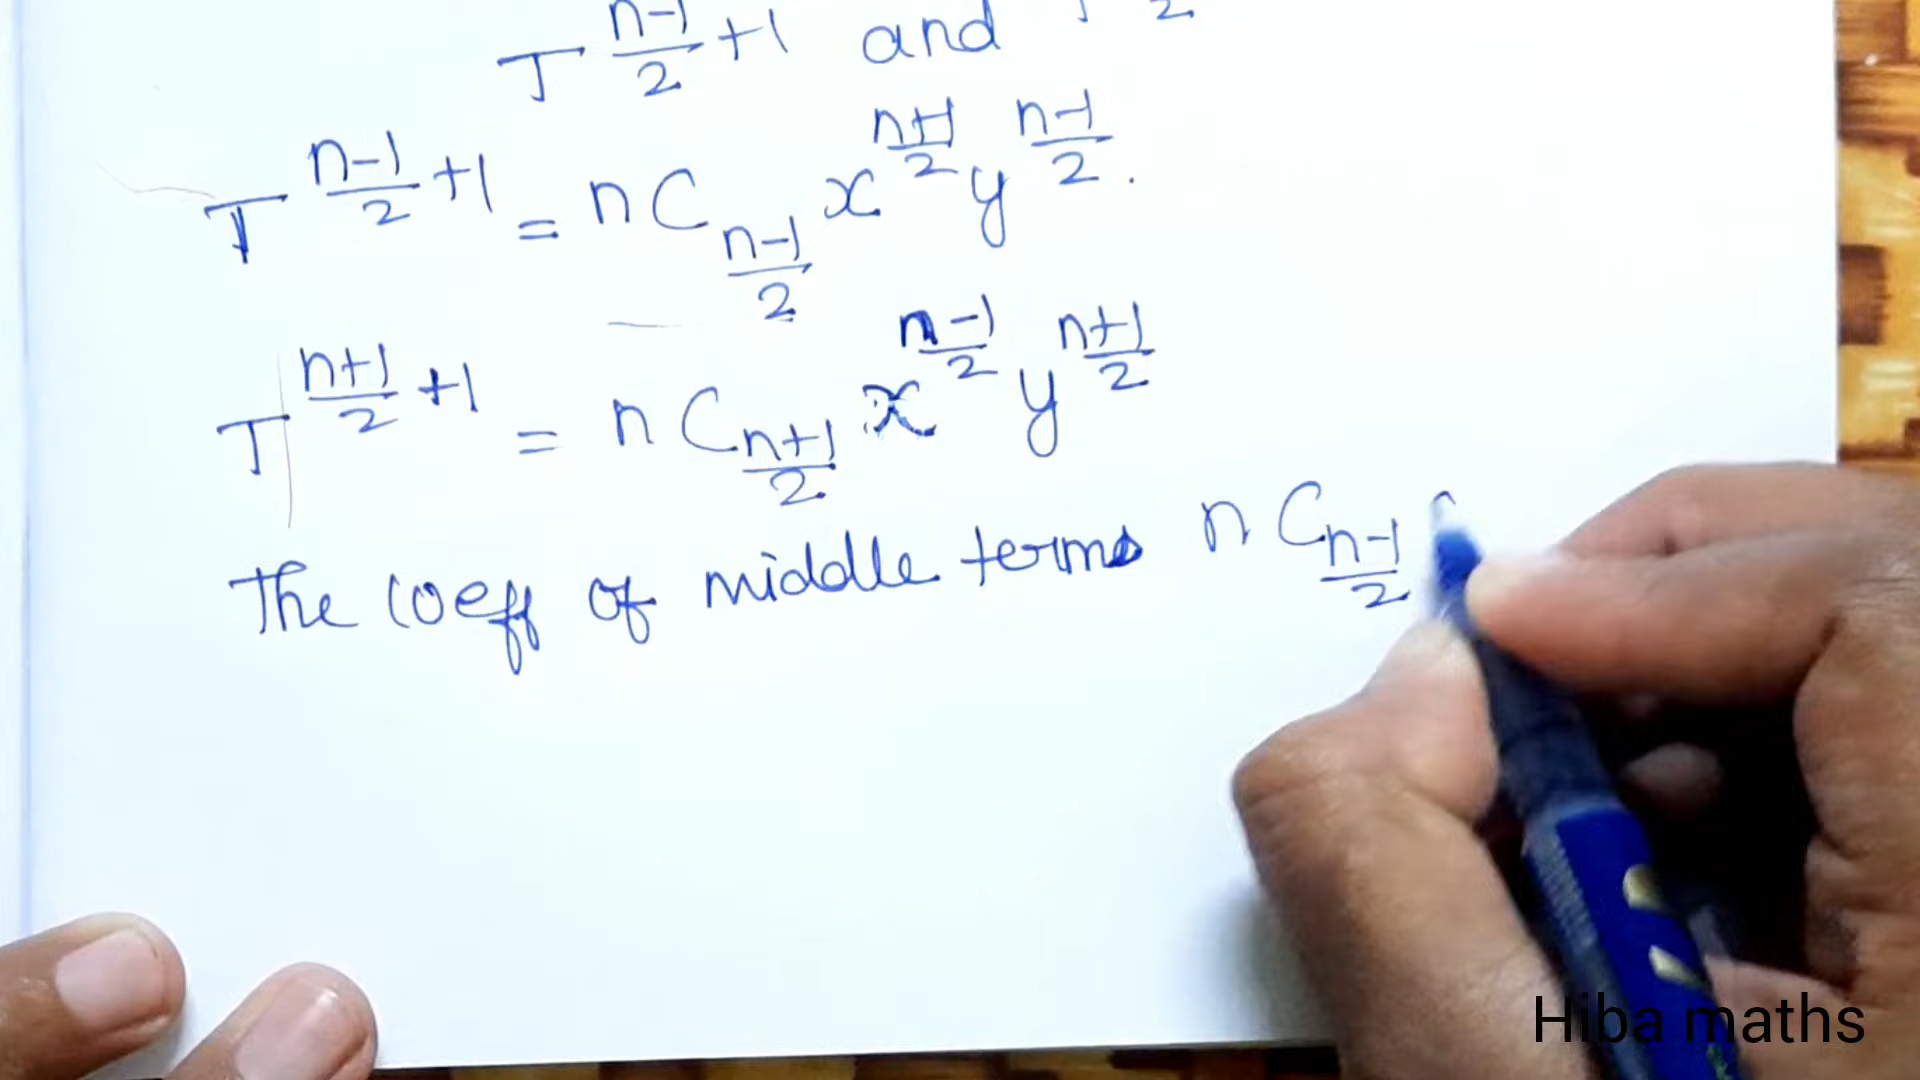 T n-1/2 +1 and
T n-1/2 +1 = nC n-1/2 x n+1/2 y n-1/2 .
T n+1/2 +1 = nC n+1/2 x n-1/2 y n+1/2
The coeff of middle terms nC n-1/2
Hiba maths